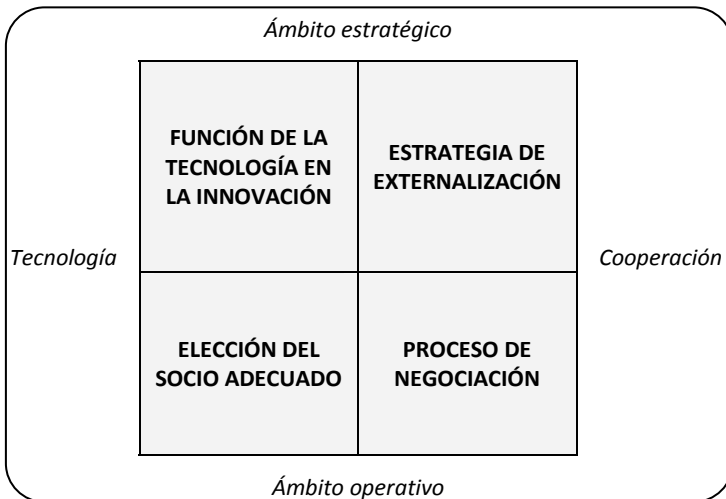 Ámbito estratégico
FUNCIÓN DE LA
TECNOLOGÍA EN
LA INNOVACIÓN
ESTRATEGIA DE
EXTERNALIZACIÓN
Tecnología
Cooperación
ELECCIÓN DEL
SOCIO ADECUADO
PROCESO DE
NEGOCIACIÓN
Ámbito operativo